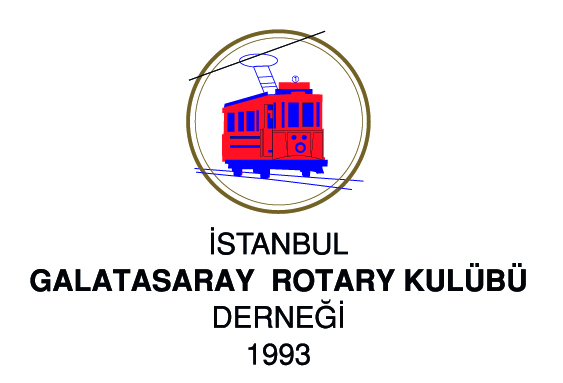 İSTANBUL
GALATASARAY ROTARY KULÜBÜ
DERNEĞİ
1993